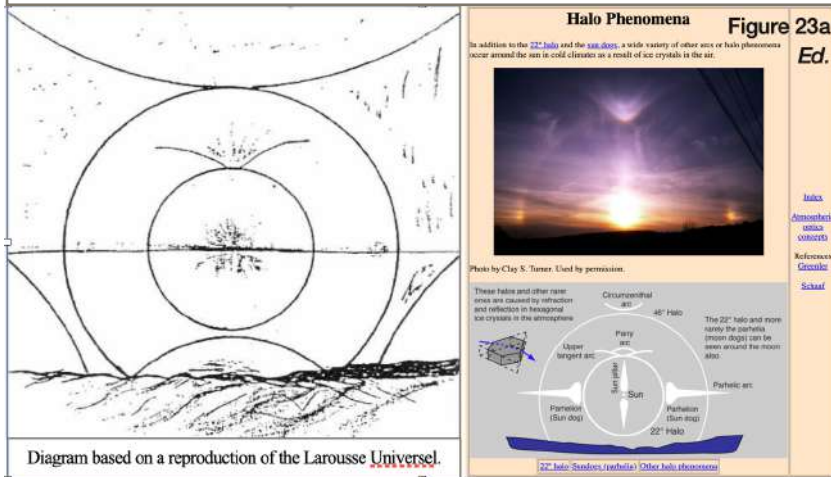 Diagram based on a reproduction of the Larousse Universel.
Halo Phenomena
Figure 23a
Ed.
In addition to the 22° halo and the sun dogs, a wide variety of other arcs or halo phenomena
occur around the sun in cold climates as a result of ice crystals in the air.
Photo by Clay S. Turner. Used by permission.
These halos and other rarer
ones are caused by refraction
and reflection in hexagonal
ice crystals in the atmosphere
Circumzenithal
arc
46° Halo
The 22° halo and more
rarely the parhelia
(moon dogs) can be
seen around the moon
also.
Parry
arc
Upper
tangent arc
Sun pillar
Sun
Parhelic arc
Parhelion
(Sun dog)
Parhelion
(Sun dog)
22° Halo
22° halo Sundogs (parhelia) Other halo phenomena
Index
Atmospheric
optics
concepts
References
Greenler
Schaaf